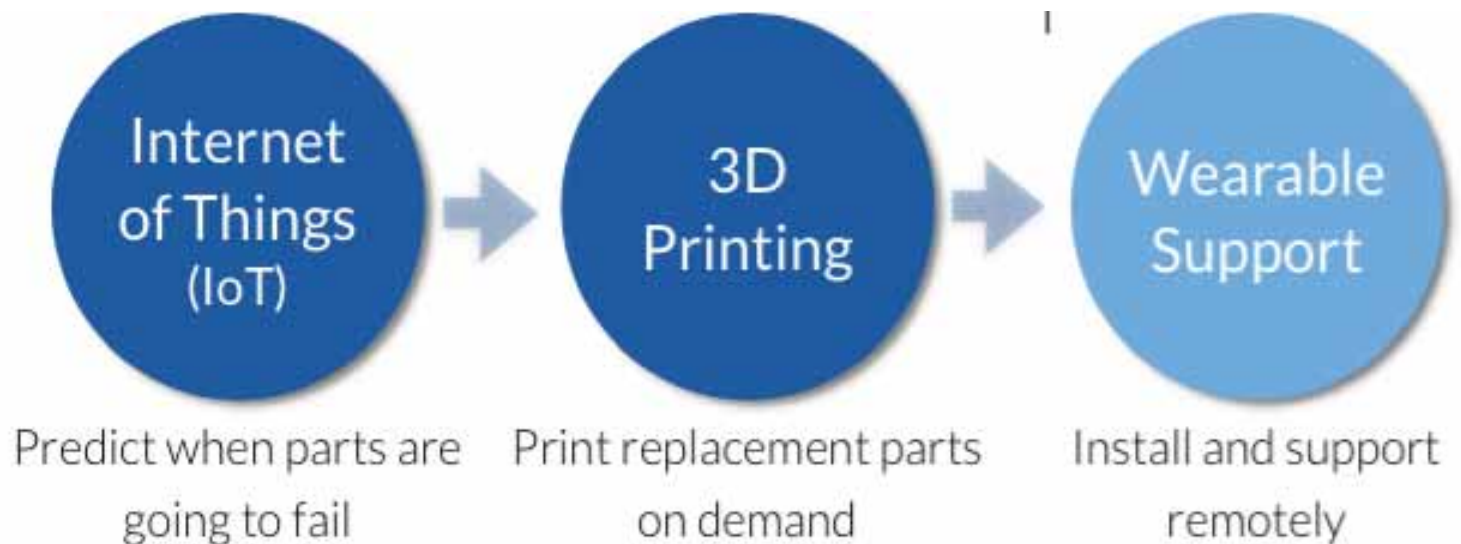 Internet
of Things
(IoT)
3D
Printing
Wearable
Support
Predict when parts are
going to fail
Print replacement parts
on demand
Install and support
remotely